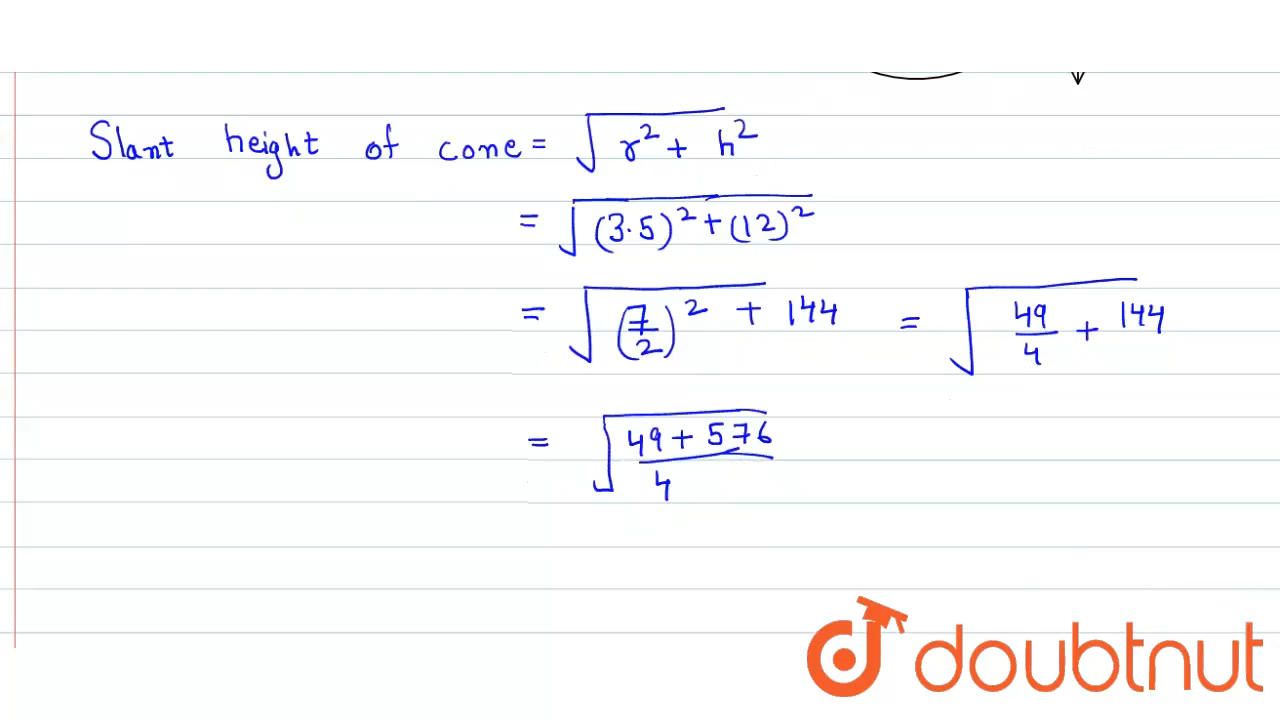 Slant height of cone = √(r² + h²)
= √((3.5)² + (12)²)
= √((7/2)² + 144) = √(49/4 + 144)
= √((49 + 576)/4)
doubtnut